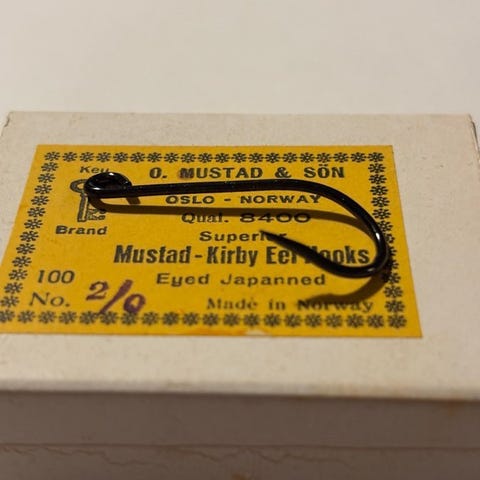 Key
O. MUSTAD & SÖN
OSLO - NORWAY
Qual. 8400
Brand
Superior
Mustad-Kirby Eel Hooks
100
Eyed Japanned
No. 2/0
Made in Norway